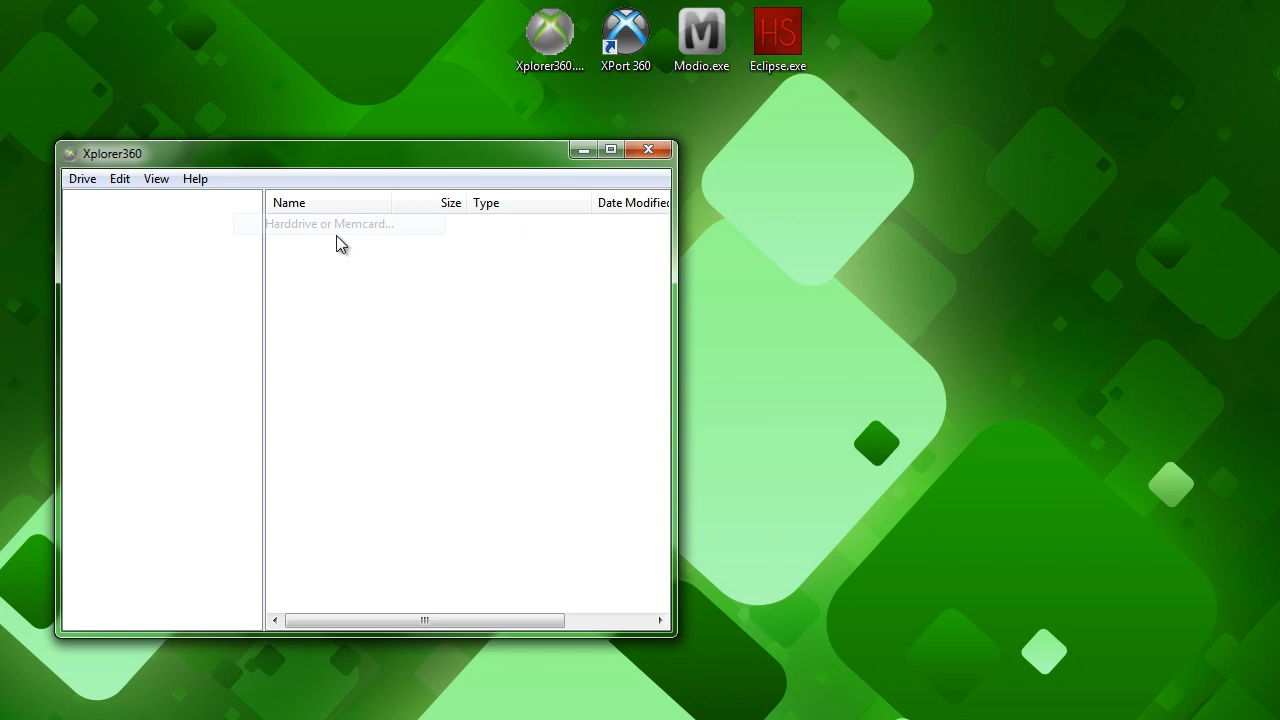 Xplorer360.... XPort 360 Modio.exe Eclipse.exe
HS
Xplorer360
Drive Edit View Help
Name Size Type Date Modified
Harddrive or Memcard...